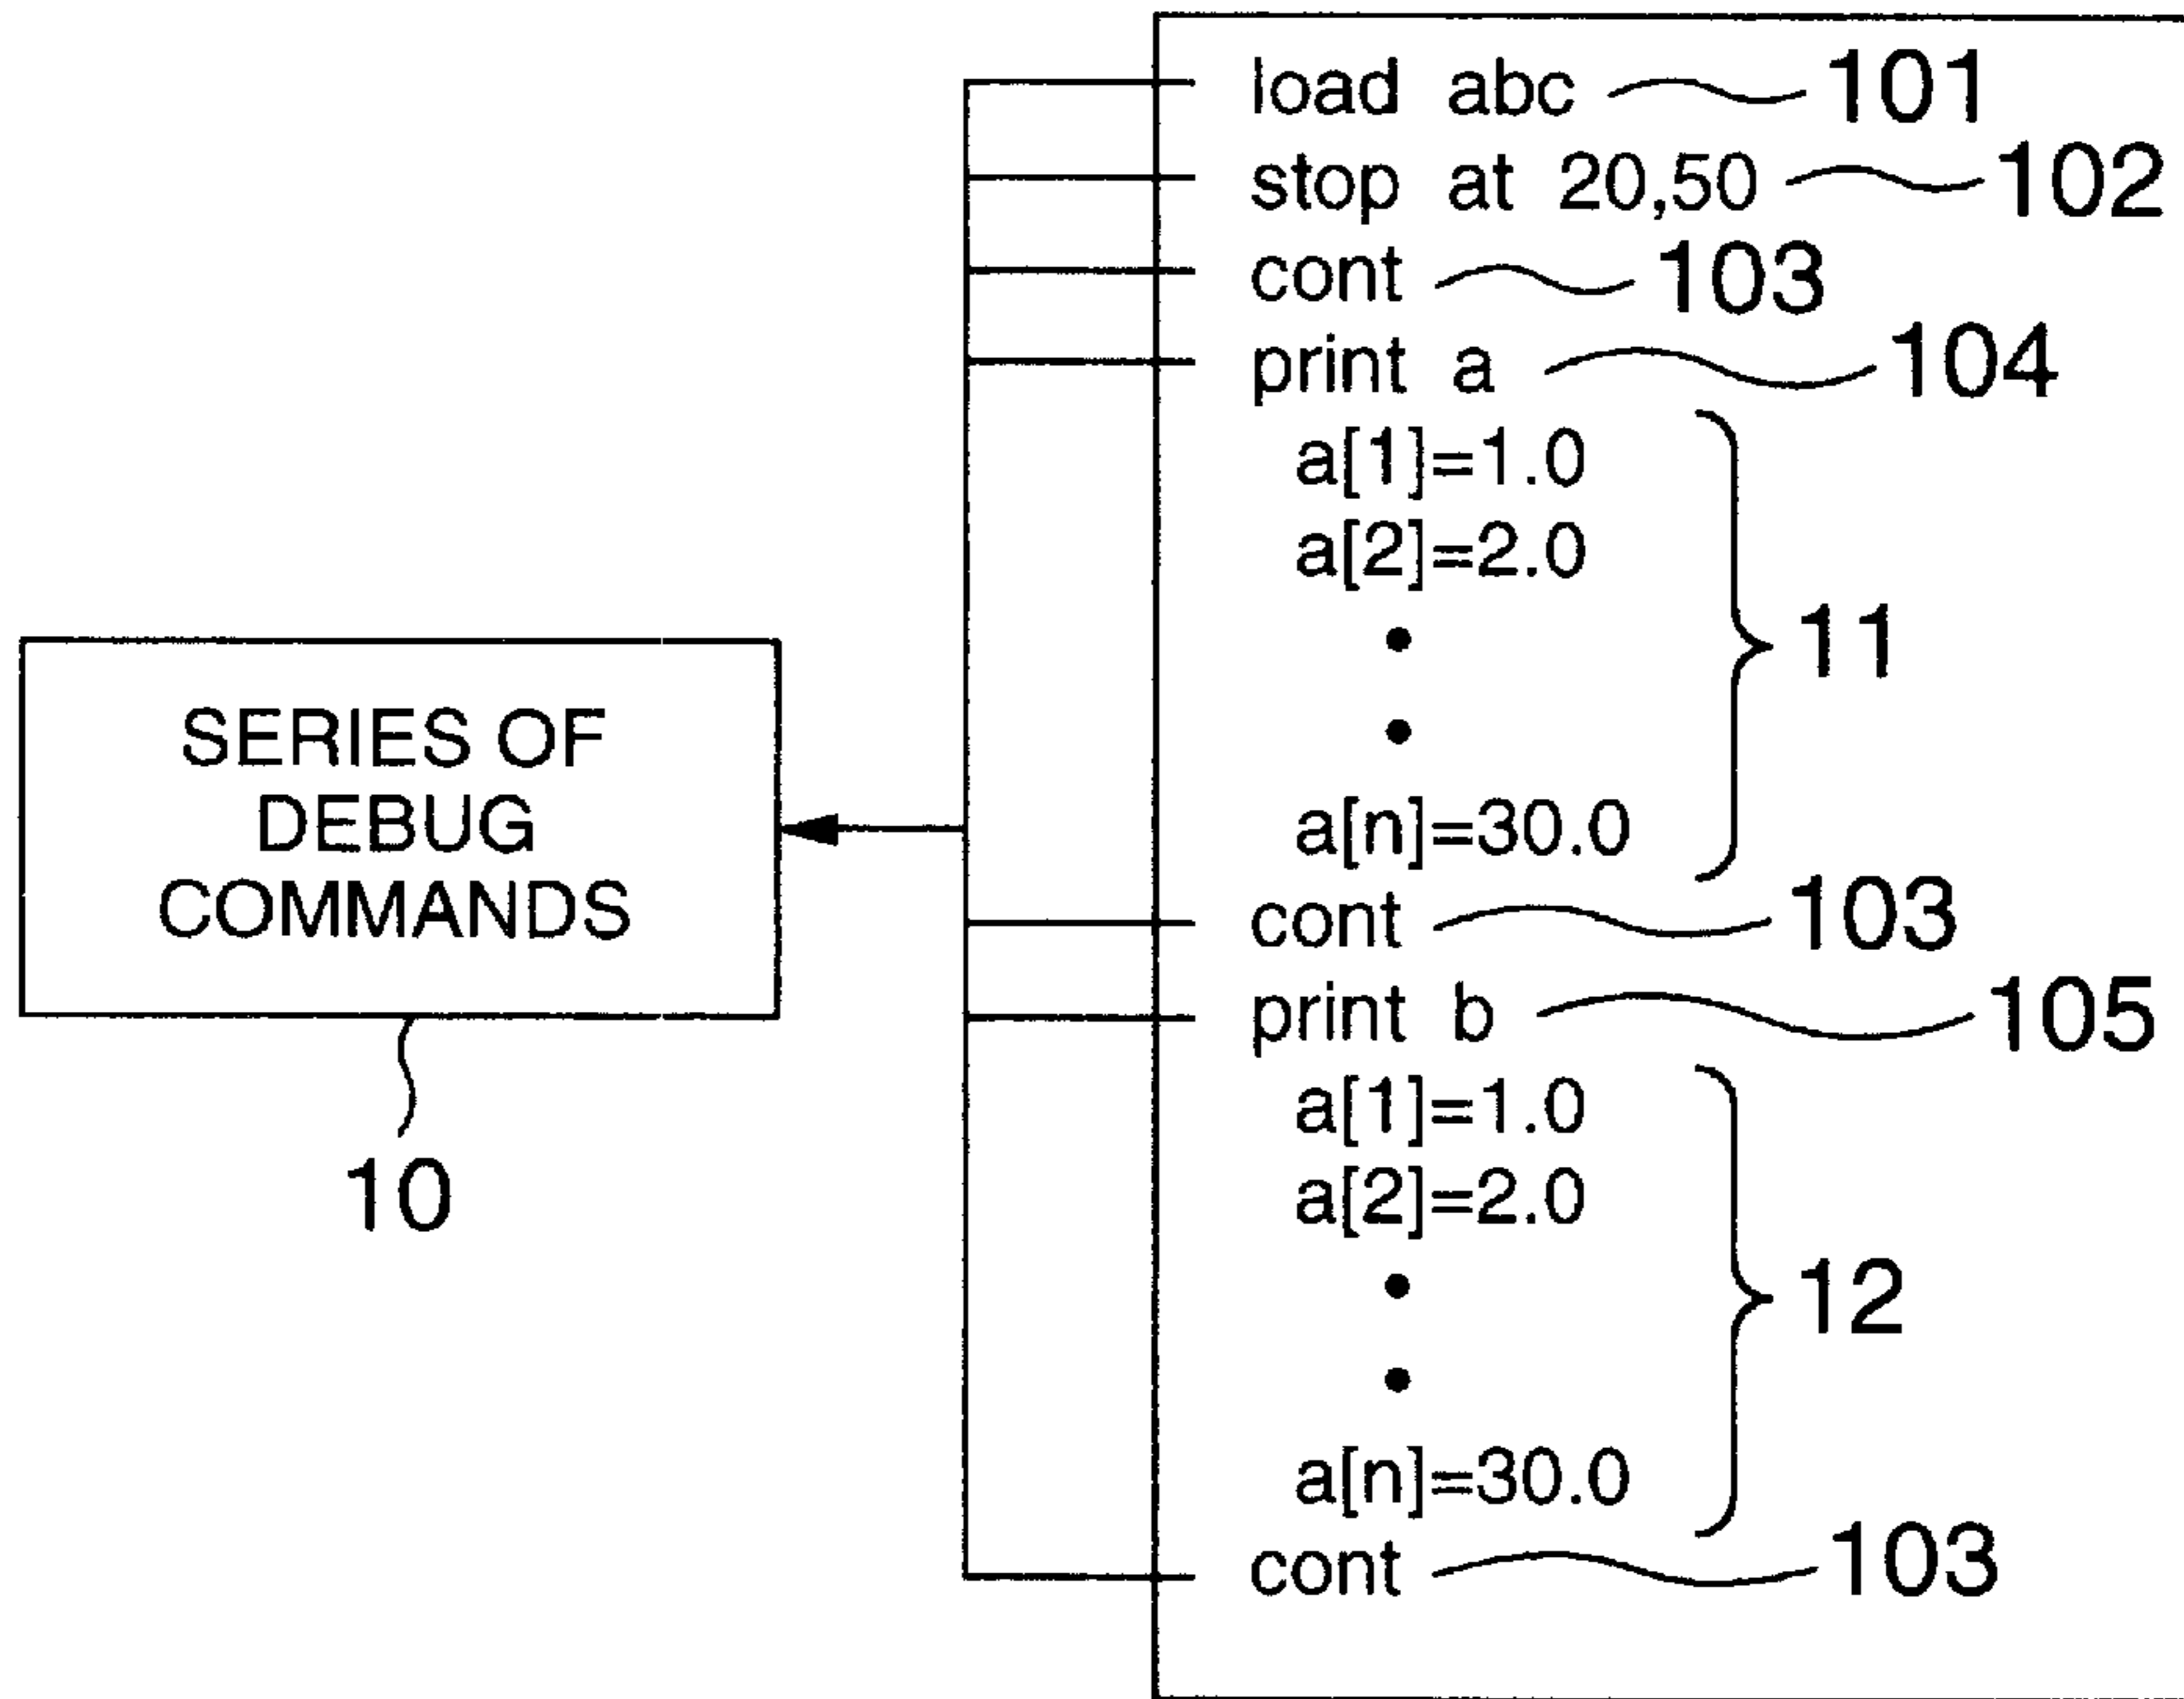 load abc 101
stop at 20,50 102
cont 103
print a 104
a[1]=1.0
a[2]=2.0
11
a[n]=30.0
cont 103
print b 105
a[1]=1.0
a[2]=2.0
12
a[n]=30.0
cont 103
SERIES OF
DEBUG
COMMANDS
10